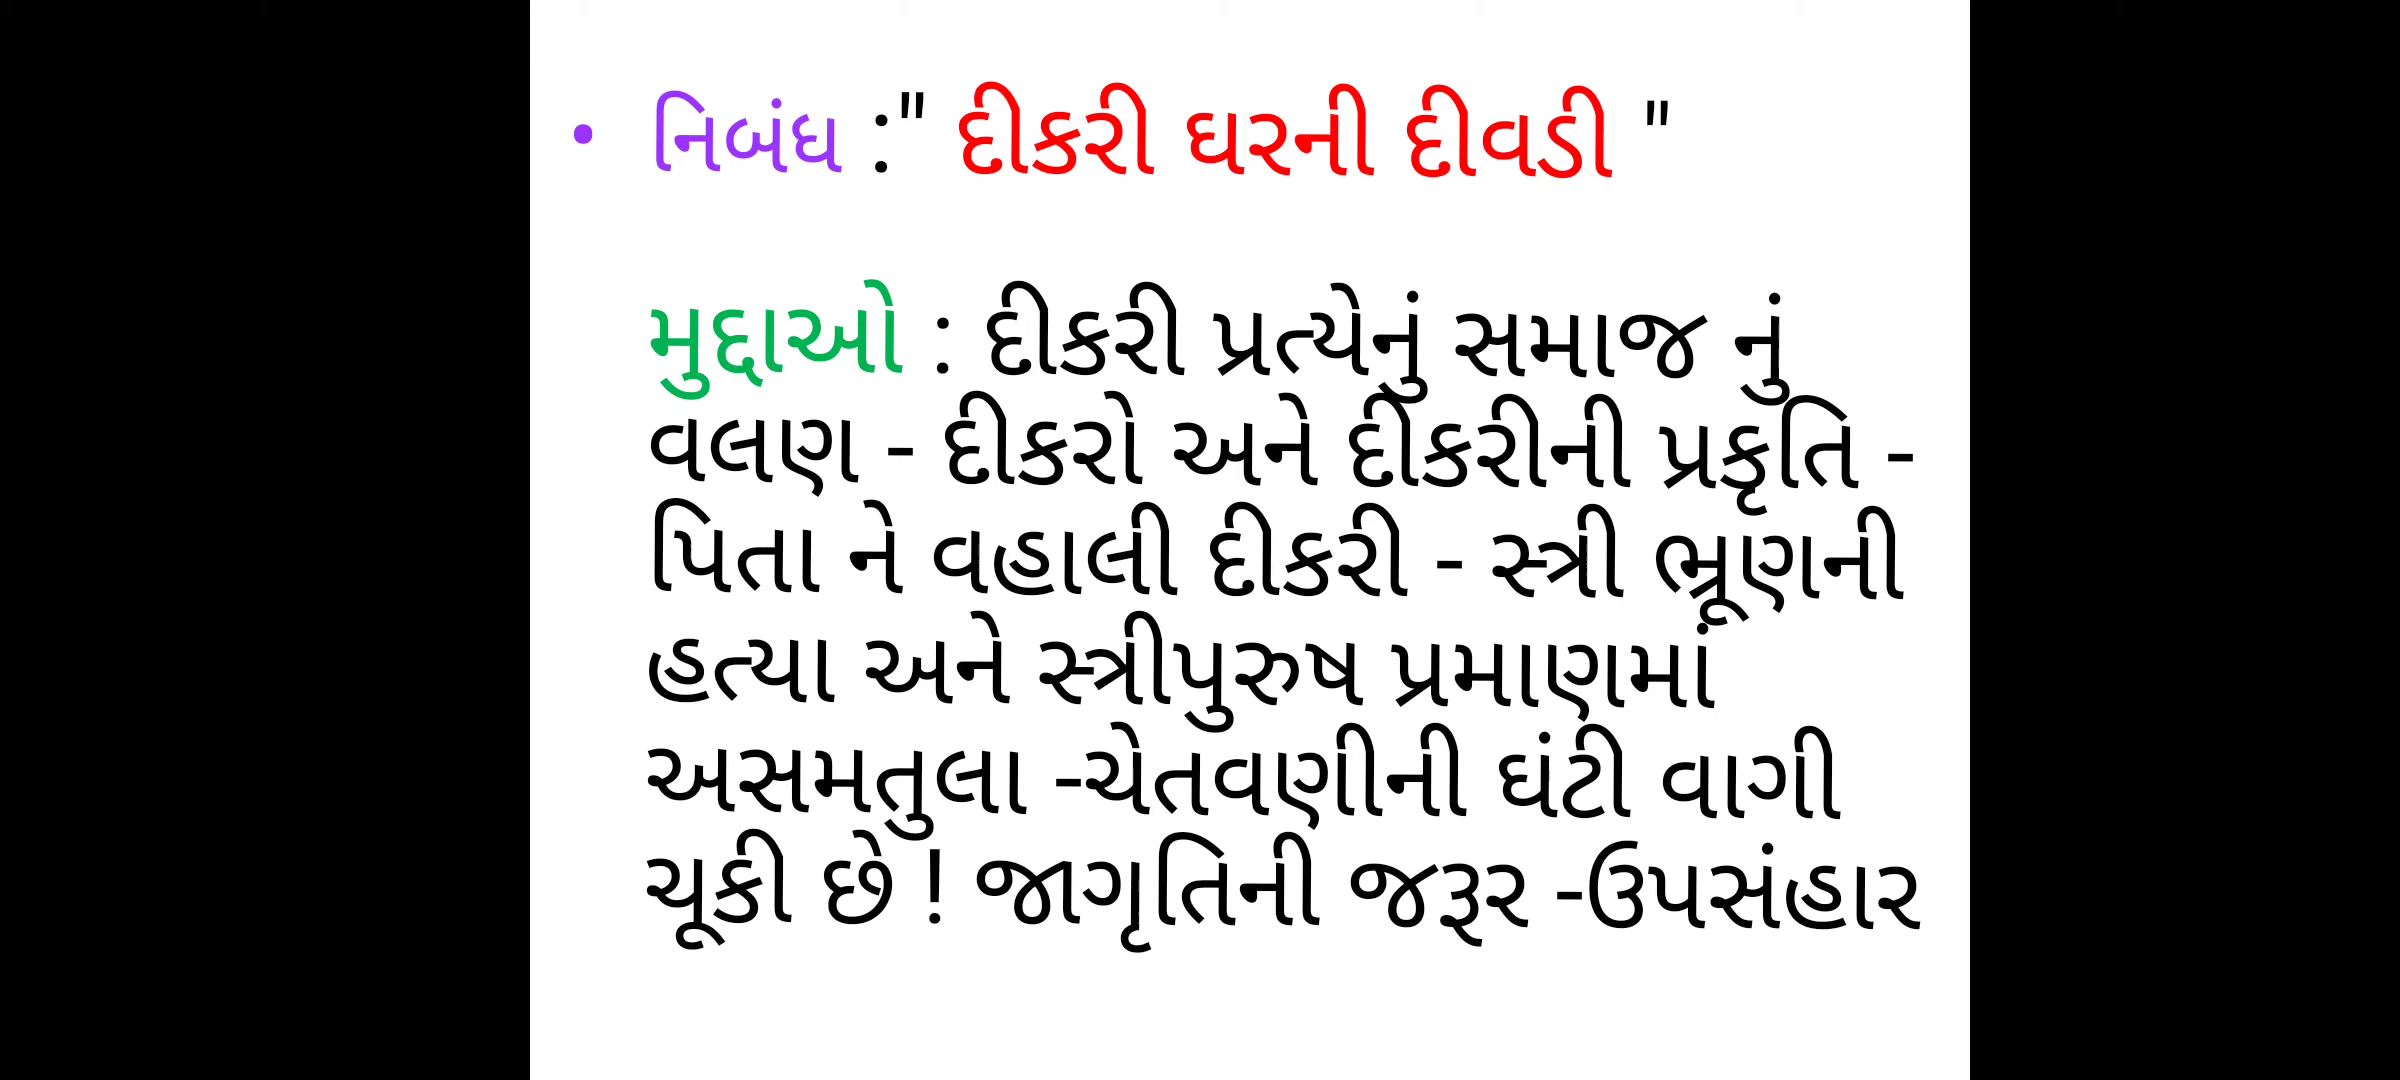 • નિબંધ :" દીકરી ઘરની દીવડી "
મુદ્દાઓ : દીકરી પ્રત્યેનું સમાજ નું
વલણ - દીકરો અને દીકરીની પ્રકૃતિ -
પિતા ને વહાલી દીકરી - સ્ત્રી ભ્રૂણની
હત્યા અને સ્ત્રીપુરુષ પ્રમાણમાં
અસમતુલા -ચેતવણીની ઘંટી વાગી
ચૂકી છે ! જાગૃતિની જરૂર -ઉપસંહાર